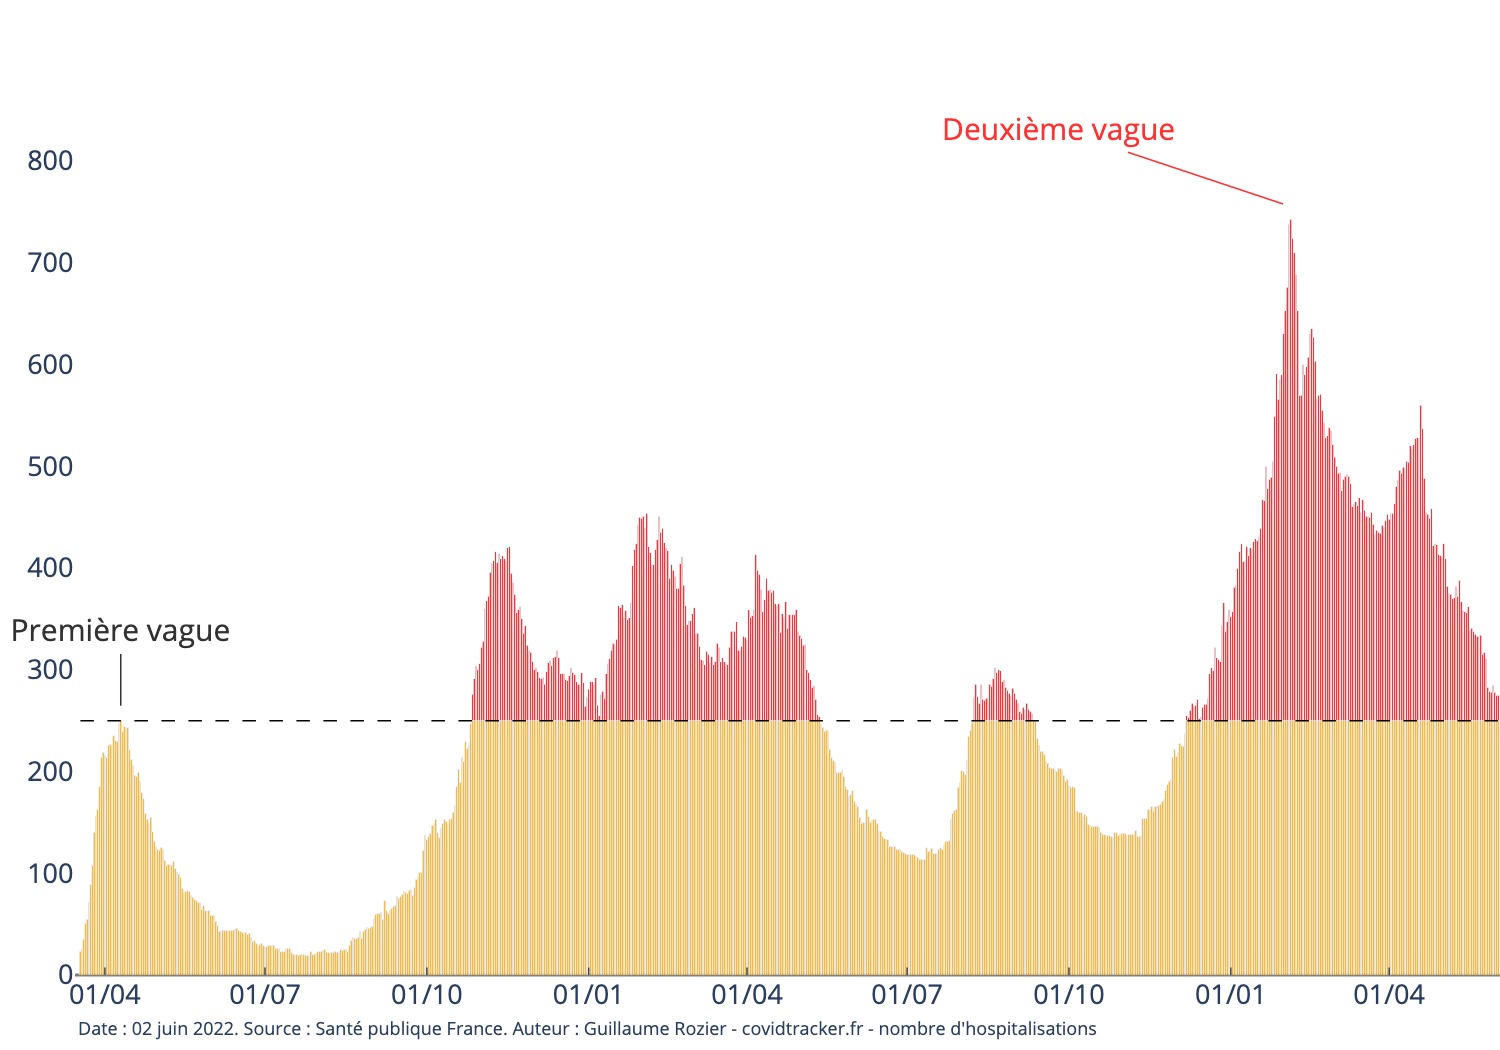 Deuxième vague
800
700
600
500
400
Première vague
300
200
100
0
01/04 01/07 01/10 01/01 01/04 01/07 01/10 01/01 01/04
Date : 02 juin 2022. Source : Santé publique France. Auteur : Guillaume Rozier - covidtracker.fr - nombre d'hospitalisations